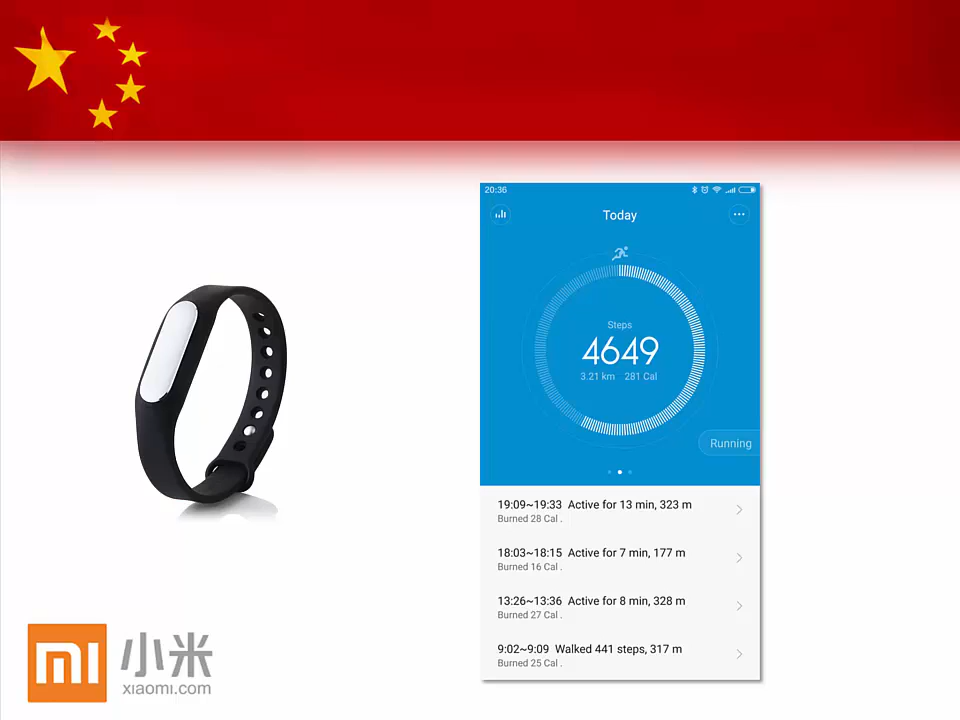 20:36
Today
Steps
4649
3.21 km 281 Cal
Running
19:09~19:33 Active for 13 min, 323 m
Burned 28 Cal .
18:03~18:15 Active for 7 min, 177 m
Burned 16 Cal .
13:26~13:36 Active for 8 min, 328 m
Burned 27 Cal .
9:02~9:09 Walked 441 steps, 317 m
Burned 25 Cal .
mi 小米
xiaomi.com